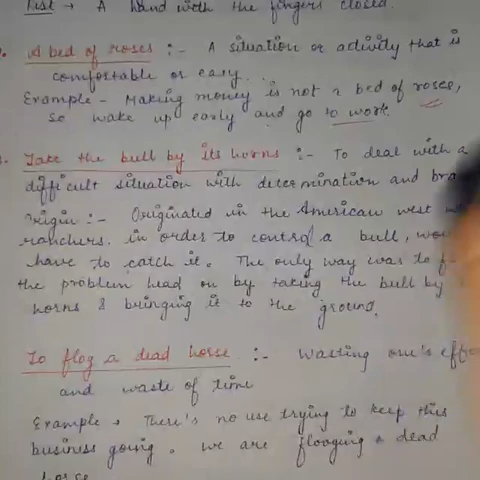 Fist → A hand with the fingers closed.
A bed of roses :- A situation or activity that is
comfortable or easy.
Example - Making money is not a bed of roses,
so wake up early and go to work.
Take the bull by its horns :- To deal with a
difficult situation with determination and
Origin :- Originated in the American west
ranchers. in order to control a bull,
have to catch it. The only way was to
the problem head on by taking the bull by
horns & bringing it to the ground.
To flog a dead horse :- Wasting one's
and waste of time
Example → There's no use trying to keep this
business going. We are flooging a dead
horse